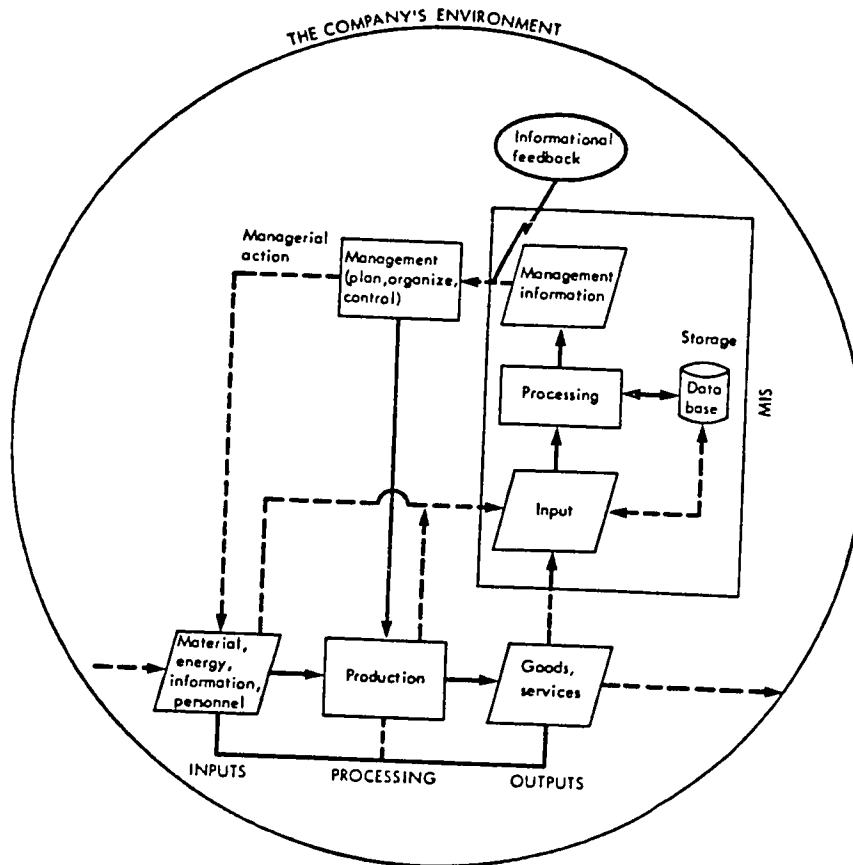 THE COMPANY'S ENVIRONMENT
Informational
feedback
Managerial
action
Management
(plan, organize,
control)
Management
information
Storage
Processing
Data
base
MIS
Input
Material,
energy,
information,
personnel
Production
Goods,
services
INPUTS
PROCESSING
OUTPUTS